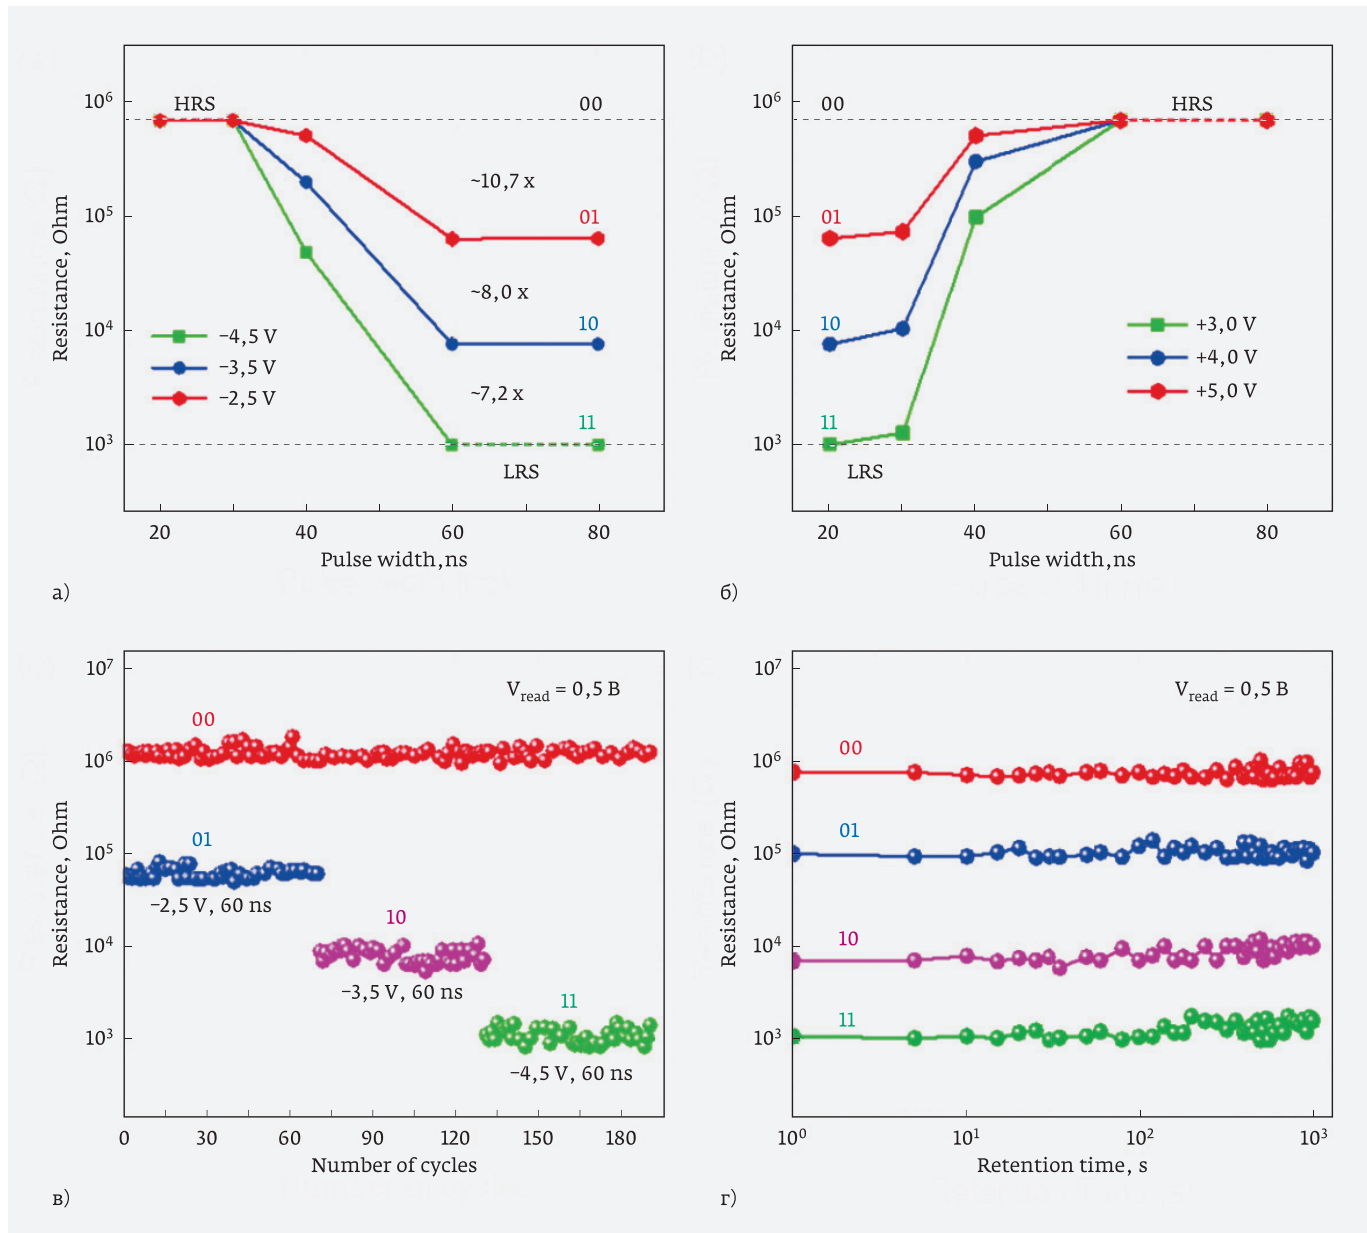 10⁶
10⁵
10⁴
10³
Resistance, Ohm
HRS
00
~10,7 x
01
~8,0 x
10
~7,2 x
11
LRS
−4,5 V
−3,5 V
−2,5 V
20 40 60 80
Pulse width,ns
а)
10⁶
10⁵
10⁴
10³
Resistance, Ohm
00
HRS
01
10
11
LRS
+3,0 V
+4,0 V
+5,0 V
20 40 60 80
Pulse width,ns
б)
10⁷
10⁶
10⁵
10⁴
10³
Resistance, Ohm
Vread = 0,5 В
00
01
−2,5 V, 60 ns
10
−3,5 V, 60 ns
11
−4,5 V, 60 ns
0 30 60 90 120 150 180
Number of cycles
в)
10⁷
10⁶
10⁵
10⁴
10³
Resistance, Ohm
Vread = 0,5 В
00
01
10
11
10⁰ 10¹ 10² 10³
Retention time, s
г)